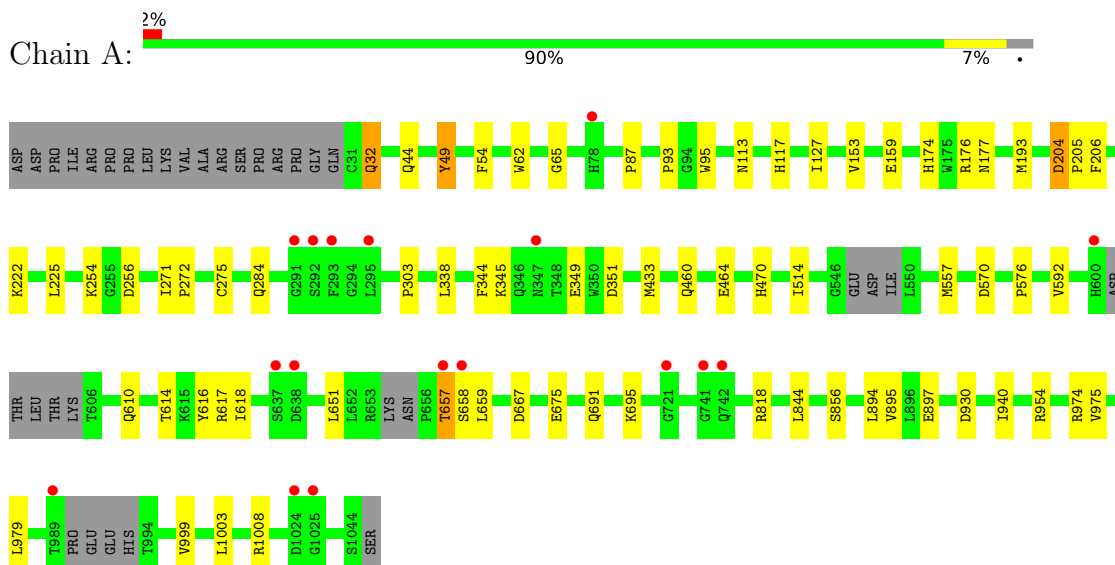 2%
Chain A:
90% 7% •
ASP ASP PRO ILE ARG PRO PRO LEU LYS VAL ALA ARG SER PRO ARG PRO GLY GLN C31 Q32 Q44 Y49 F54 W62 G65 H78 P87 P93 G94 W95 N113 H117 I127 V153 E159 H174 W175 R176 N177 M193 D204 P205 F206
K222 L225 K254 G255 D256 I271 P272 C275 Q284 G291 S292 F293 G294 L295 P303 L338 F344 K345 Q346 N347 T348 E349 W350 D351 M433 Q460 E464 H470 I514 G546 GLU ASP ILE L550 M557 D570 P576 V592 H600 ASP
THR LEU THR LYS T606 Q610 T614 K615 Y616 R617 I618 S637 D638 L651 L652 R653 LYS ASN P656 T657 S658 L659 D667 E675 Q691 K695 G721 G741 Q742 R818 L844 S856 L894 V895 L896 E897 D930 I940 R954 R974 V975
L979 T989 PRO GLU GLU HIS T994 V999 L1003 R1008 D1024 G1025 S1044 SER